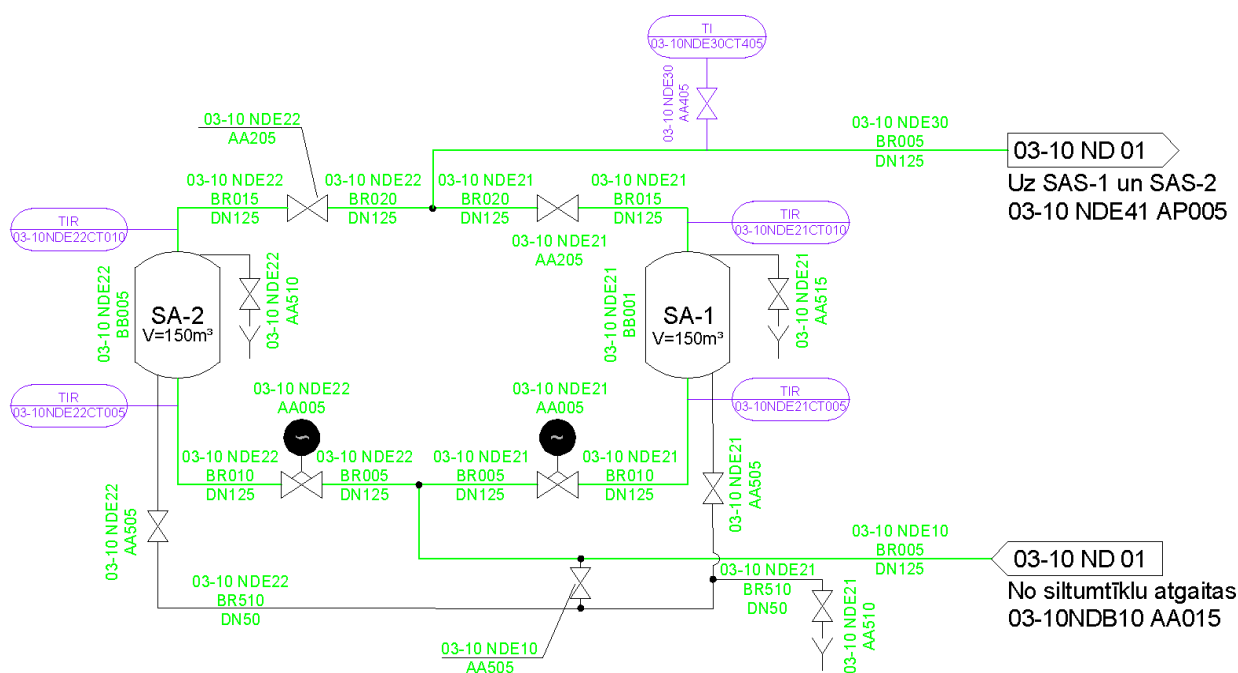 TI
03-10NDE30CT405
03-10 NDE30
AA405
03-10 NDE22
AA205
03-10 NDE30
BR005
DN125
03-10 ND 01
Uz SAS-1 un SAS-2
03-10 NDE41 AP005
03-10 NDE22
BR015
DN125
03-10 NDE22
BR020
DN125
03-10 NDE21
BR020
DN125
03-10 NDE21
BR015
DN125
TIR
03-10NDE22CT010
03-10 NDE21
AA205
TIR
03-10NDE21CT010
03-10 NDE22
BB005
SA-2
V=150m³
03-10 NDE22
AA510
03-10 NDE21
BB001
SA-1
V=150m³
03-10 NDE21
AA515
TIR
03-10NDE22CT005
03-10 NDE22
AA005
~
03-10 NDE21
AA005
~
TIR
03-10NDE21CT005
03-10 NDE22
BR010
DN125
03-10 NDE22
BR005
DN125
03-10 NDE21
BR005
DN125
03-10 NDE21
BR010
DN125
03-10 NDE21
AA505
03-10 NDE22
AA505
03-10 NDE10
BR005
DN125
03-10 ND 01
No siltumtīklu atgaitas
03-10NDB10 AA015
03-10 NDE22
BR510
DN50
03-10 NDE21
BR510
DN50
03-10 NDE21
AA510
03-10 NDE10
AA505